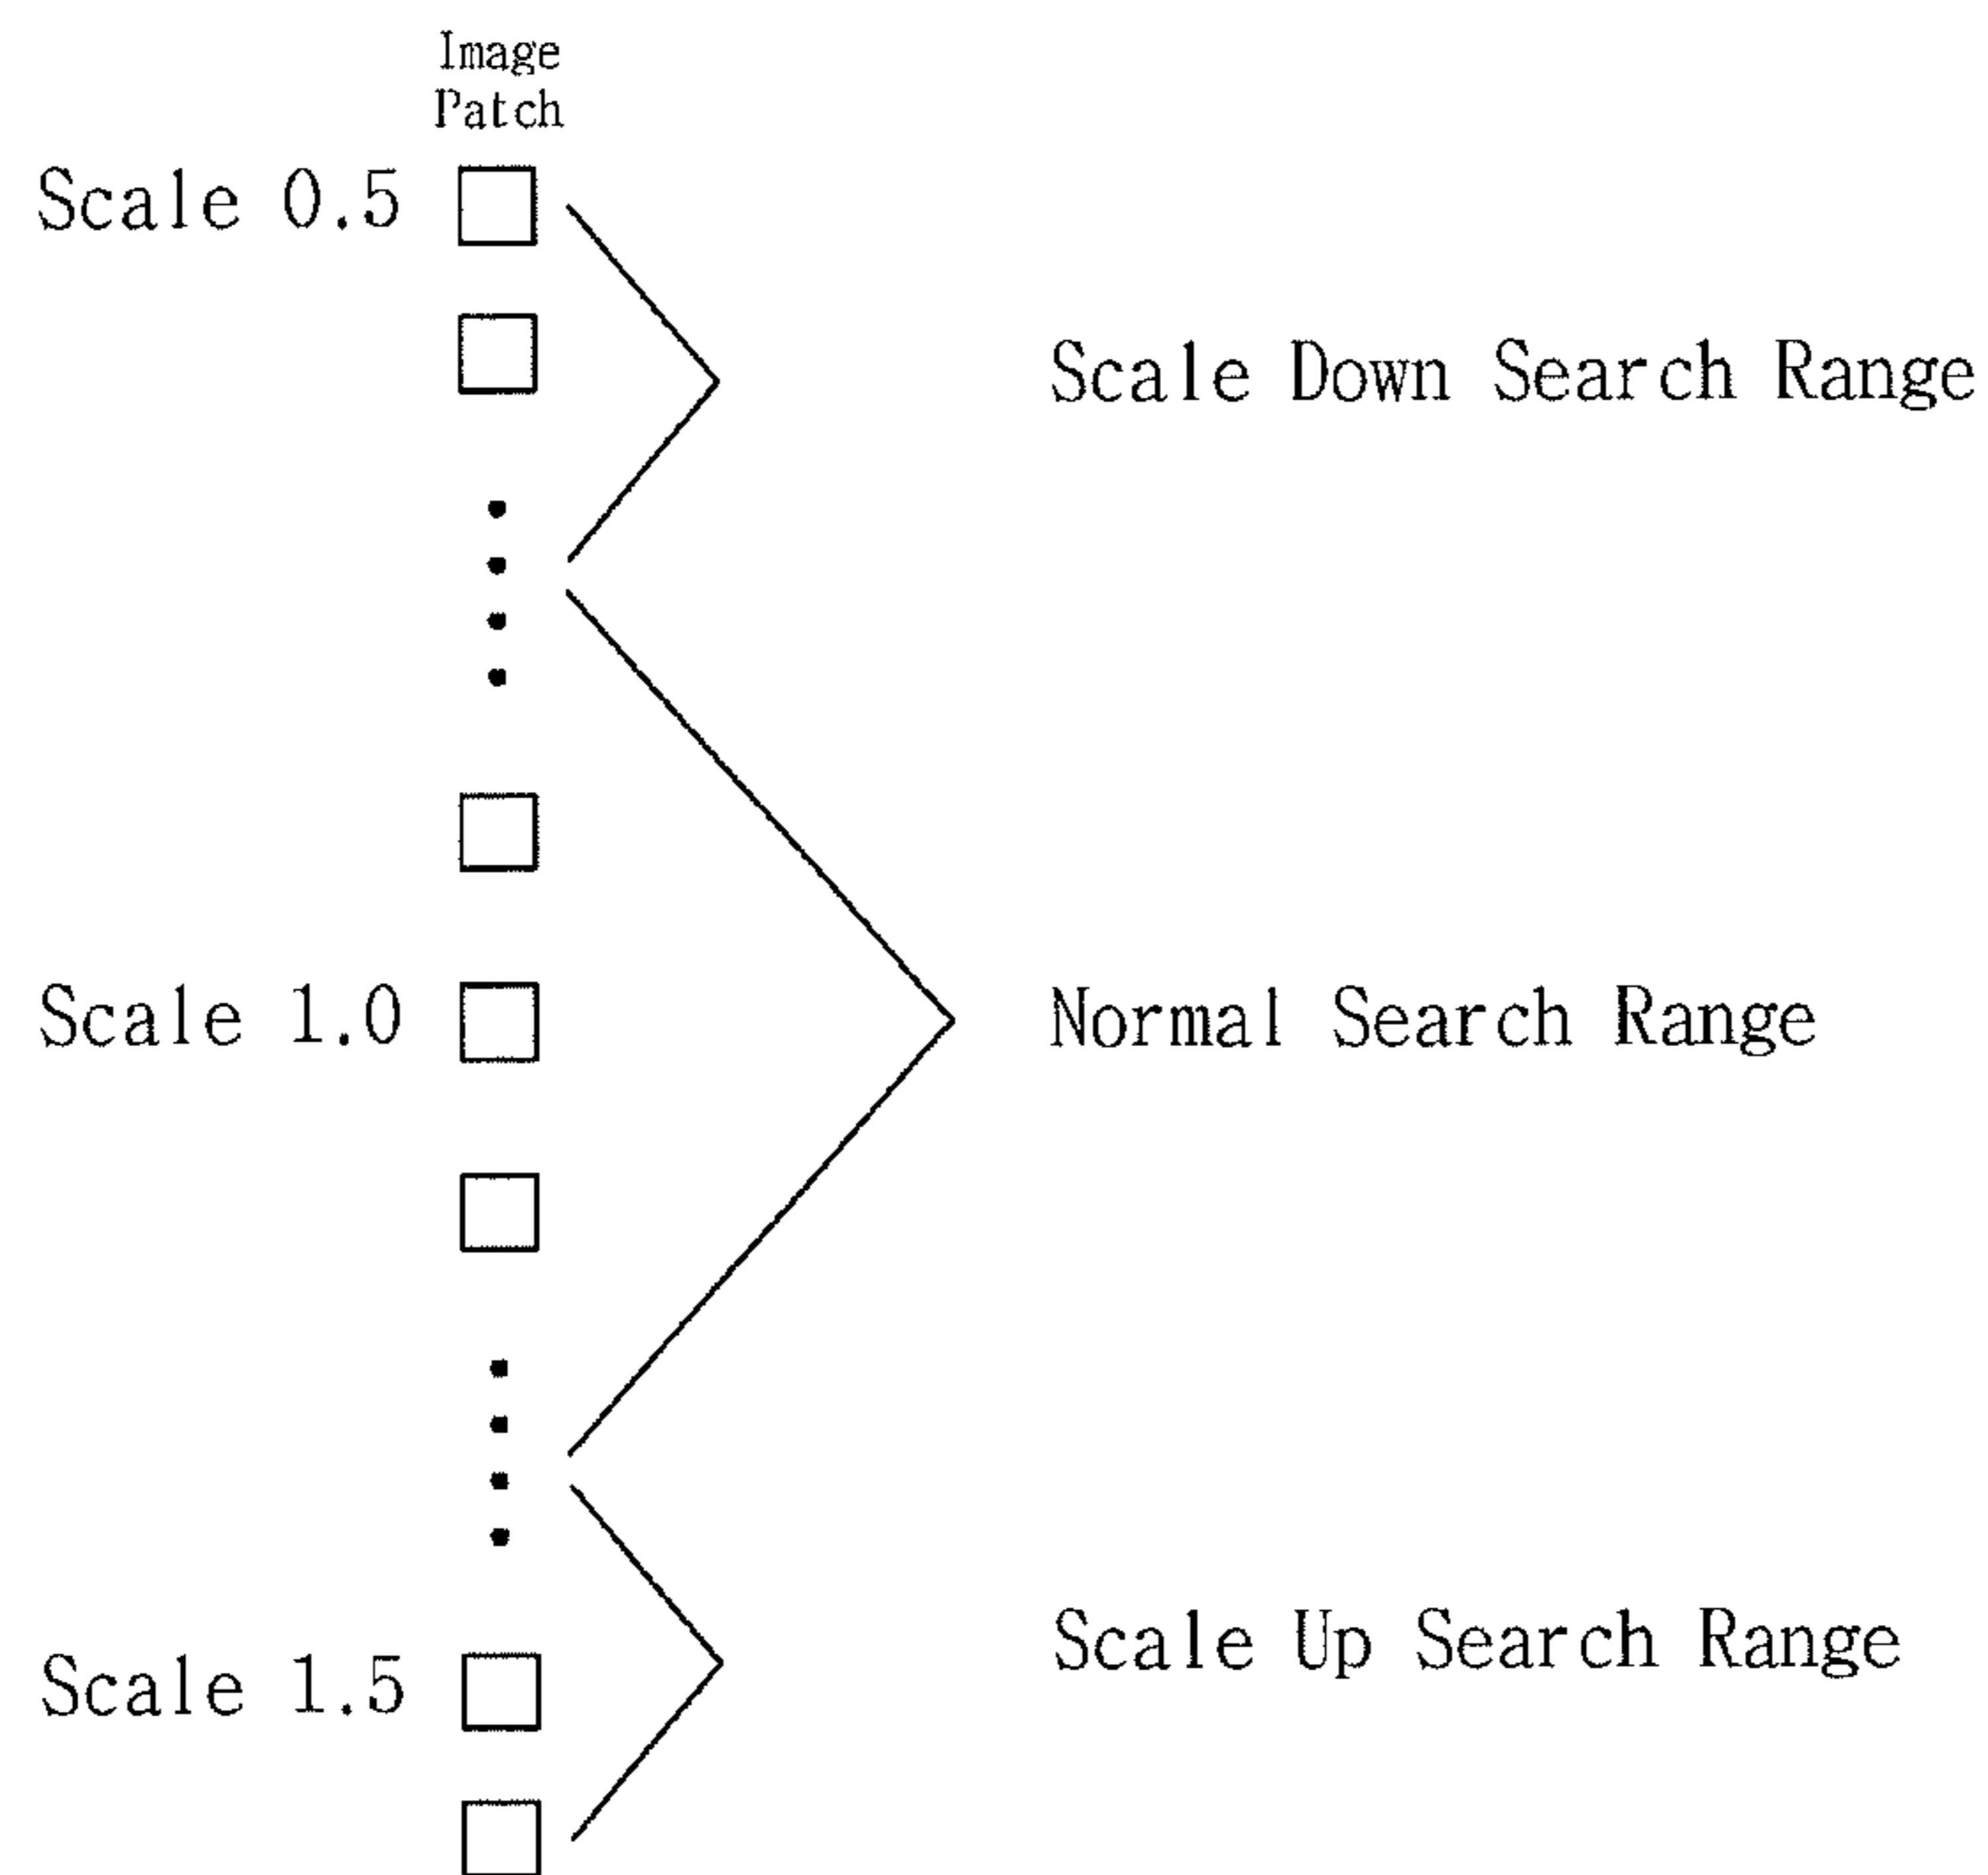 Image
Patch
Scale 0.5
Scale Down Search Range
Scale 1.0
Normal Search Range
Scale Up Search Range
Scale 1.5